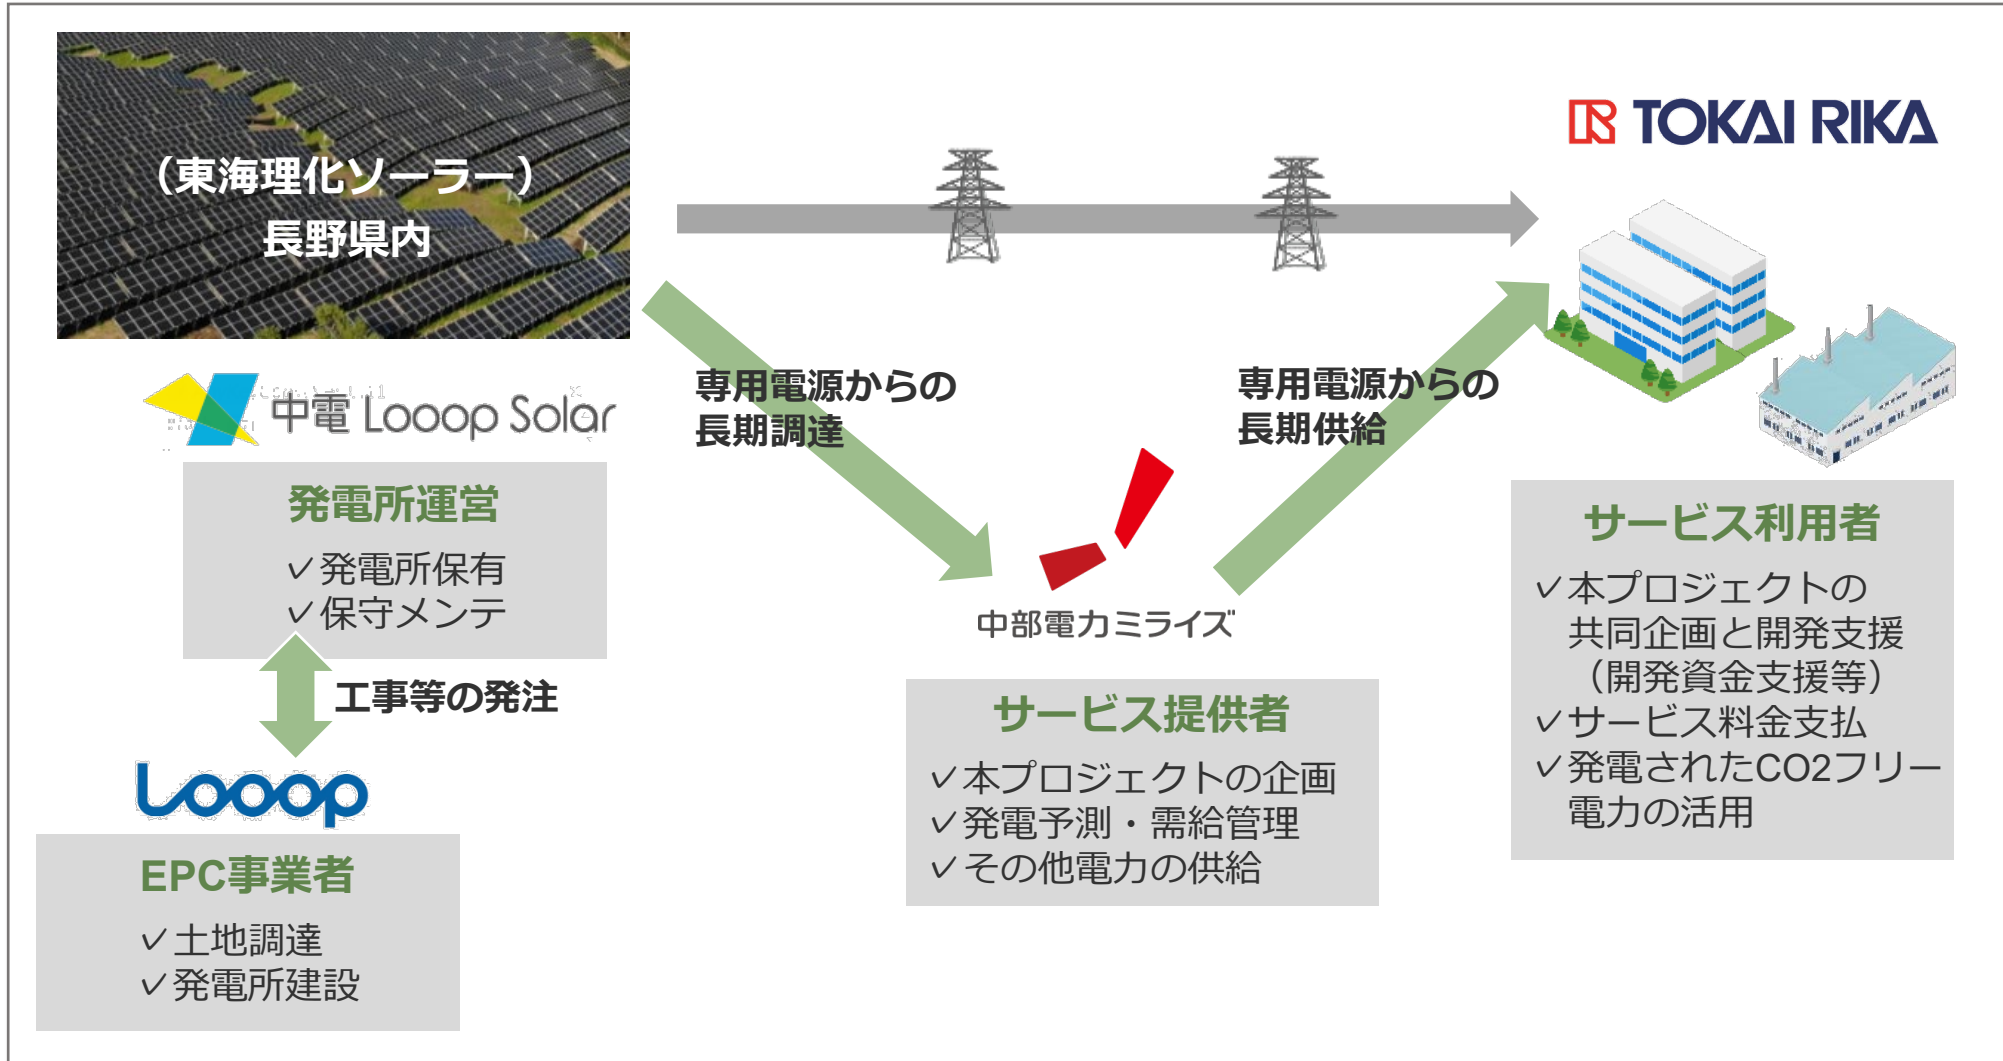 （東海理化ソーラー）
長野県内
中電 Looop Solar
発電所運営
✓発電所保有
✓保守メンテ
工事等の発注
Looop
EPC事業者
✓土地調達
✓発電所建設
専用電源からの
長期調達
中部電力ミライズ
サービス提供者
✓本プロジェクトの企画
✓発電予測・需給管理
✓その他電力の供給
専用電源からの
長期供給
TOKAI RIKA
サービス利用者
✓本プロジェクトの
共同企画と開発支援
（開発資金支援等）
✓サービス料金支払
✓発電されたCO2フリー
電力の活用